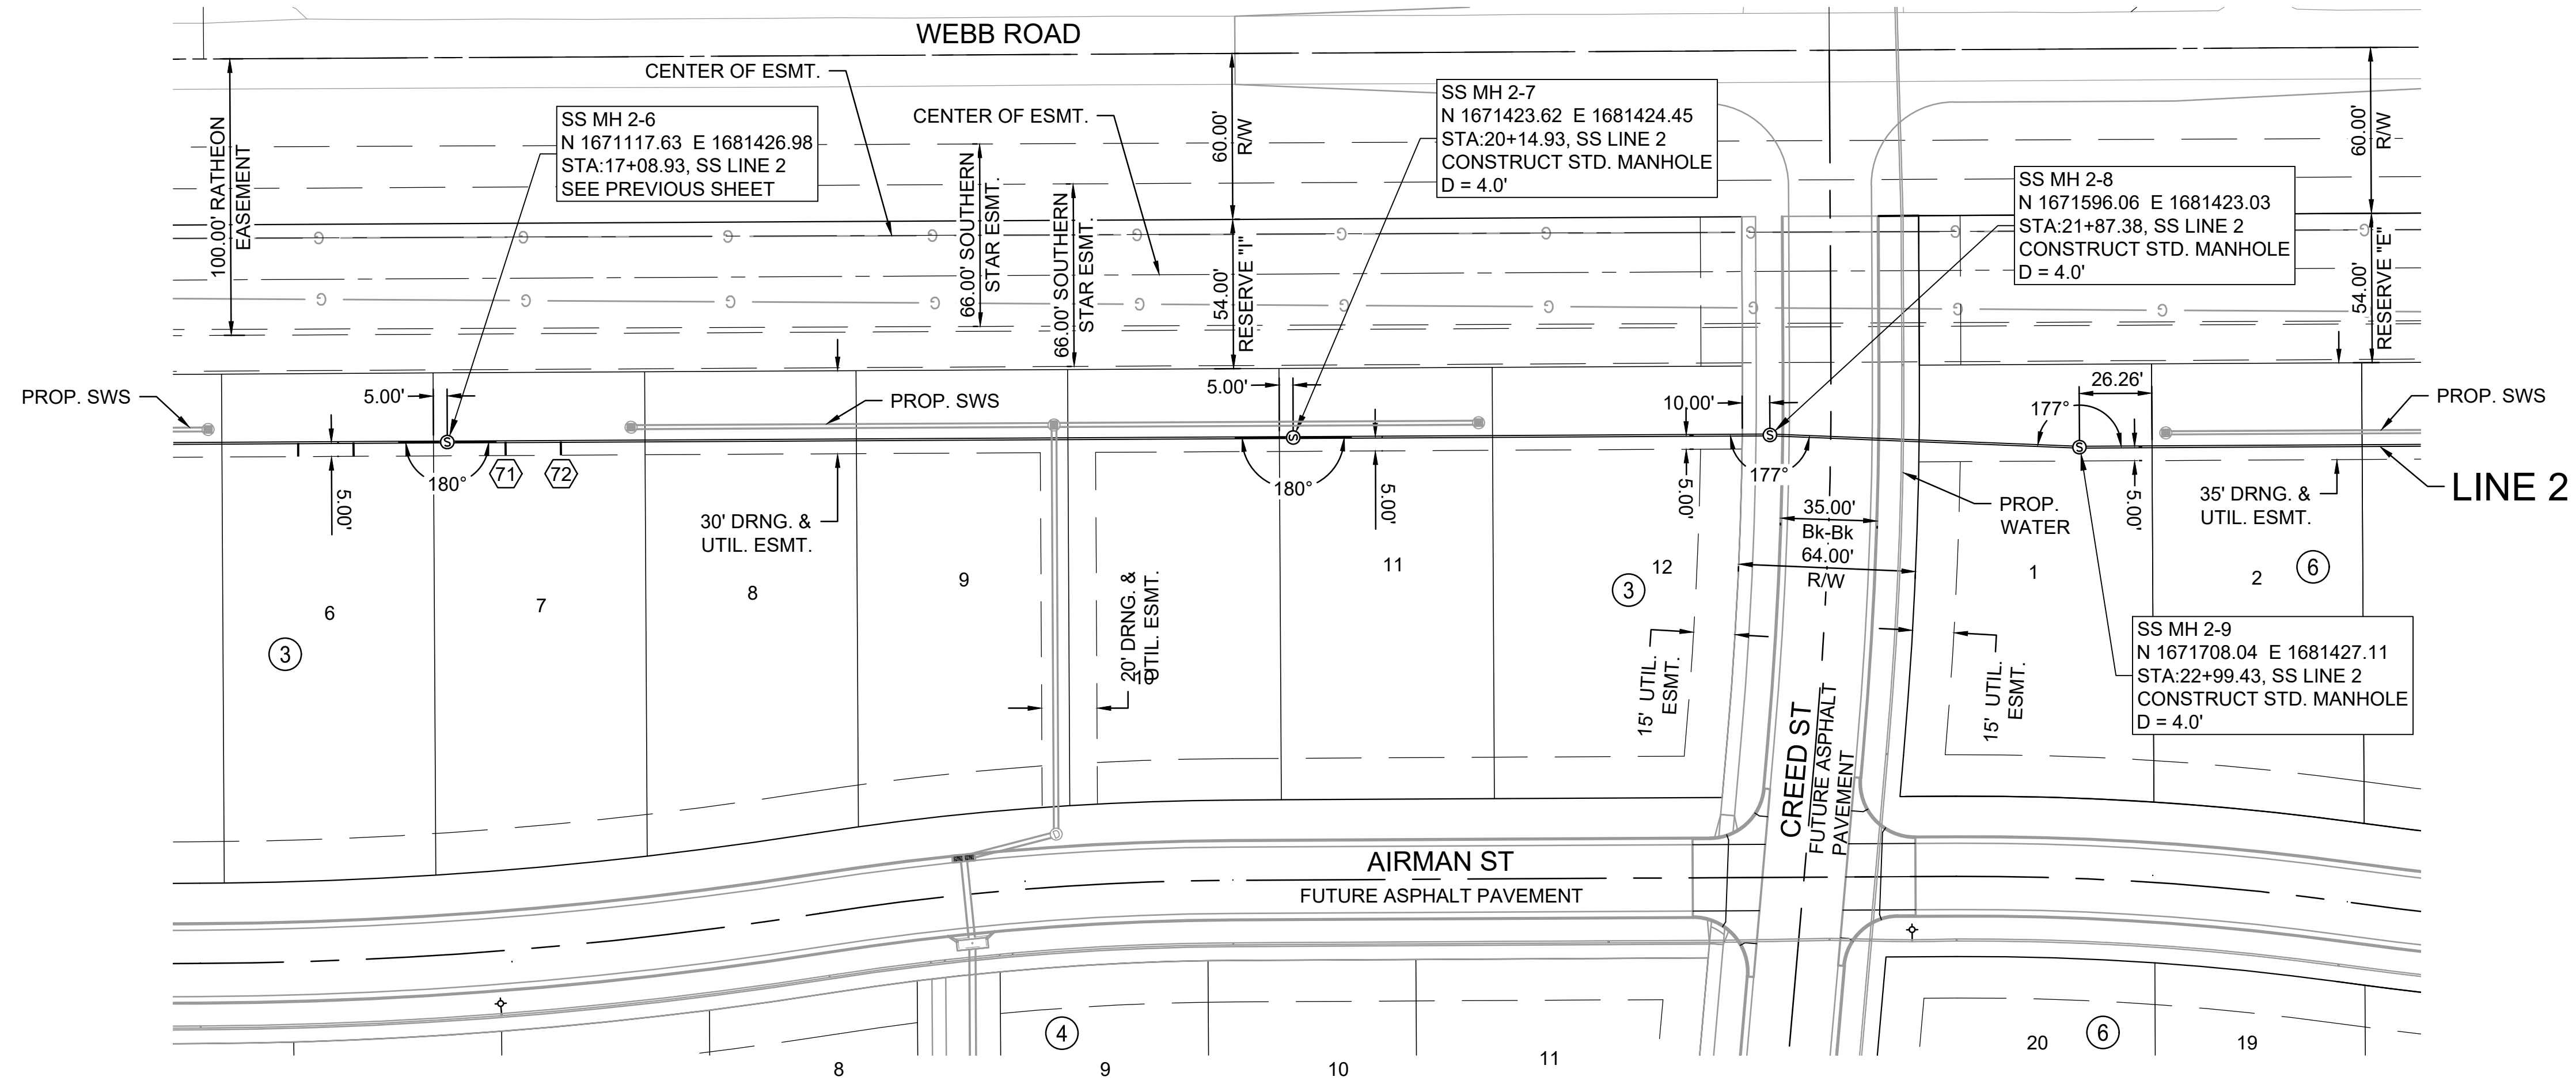 WEBB ROAD
CENTER OF ESMT.
CENTER OF ESMT.
100.00' RATHEON
EASEMENT
SS MH 2-6
N 1671117.63 E 1681426.98
STA:17+08.93, SS LINE 2
SEE PREVIOUS SHEET
66.00' SOUTHERN
STAR ESMT.
66.00' SOUTHERN
STAR ESMT.
60.00'
R/W
54.00'
RESERVE "I"
SS MH 2-7
N 1671423.62 E 1681424.45
STA:20+14.93, SS LINE 2
CONSTRUCT STD. MANHOLE
D = 4.0'
SS MH 2-8
N 1671596.06 E 1681423.03
STA:21+87.38, SS LINE 2
CONSTRUCT STD. MANHOLE
D = 4.0'
60.00'
R/W
54.00'
RESERVE "E"
G G G G G G G G G G
G G G G G G G G G G
PROP. SWS
5.00'
PROP. SWS
5.00'
10.00'
26.26'
PROP. SWS
S
S
S
S
180°
71
72
180°
177°
177°
5.00'
5.00'
5.00'
5.00'
LINE 2
30' DRNG. &
UTIL. ESMT.
35.00'
Bk-Bk
64.00'
R/W
PROP.
WATER
35' DRNG. &
UTIL. ESMT.
6
7
8
9
20' DRNG. &
UTIL. ESMT.
10
11
12
3
3
1
2
6
15' UTIL.
ESMT.
15' UTIL.
ESMT.
SS MH 2-9
N 1671708.04 E 1681427.11
STA:22+99.43, SS LINE 2
CONSTRUCT STD. MANHOLE
D = 4.0'
CREED ST
FUTURE ASPHALT
PAVEMENT
D
AIRMAN ST
FUTURE ASPHALT PAVEMENT
8
4
9
10
11
20
6
19